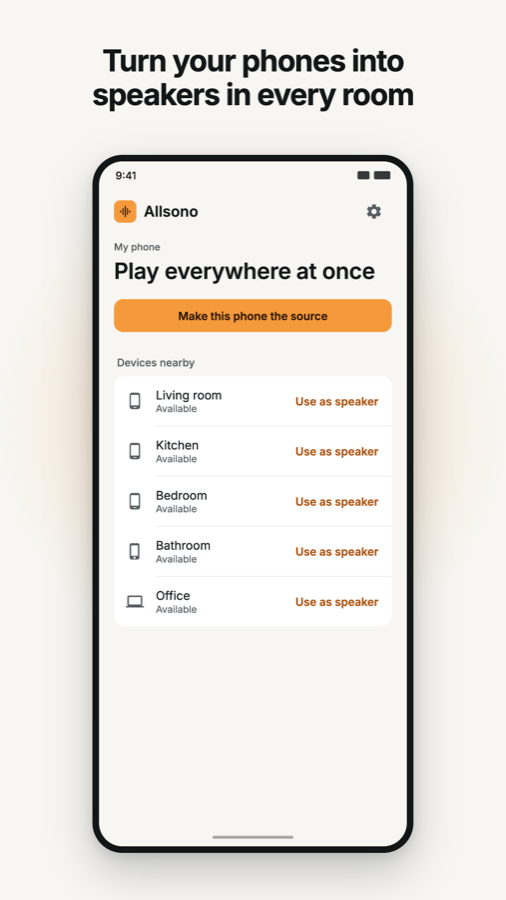 Turn your phones into
speakers in every room
9:41
Allsono
My phone
Play everywhere at once
Make this phone the source
Devices nearby
Living room
Available
Use as speaker
Kitchen
Available
Use as speaker
Bedroom
Available
Use as speaker
Bathroom
Available
Use as speaker
Office
Available
Use as speaker